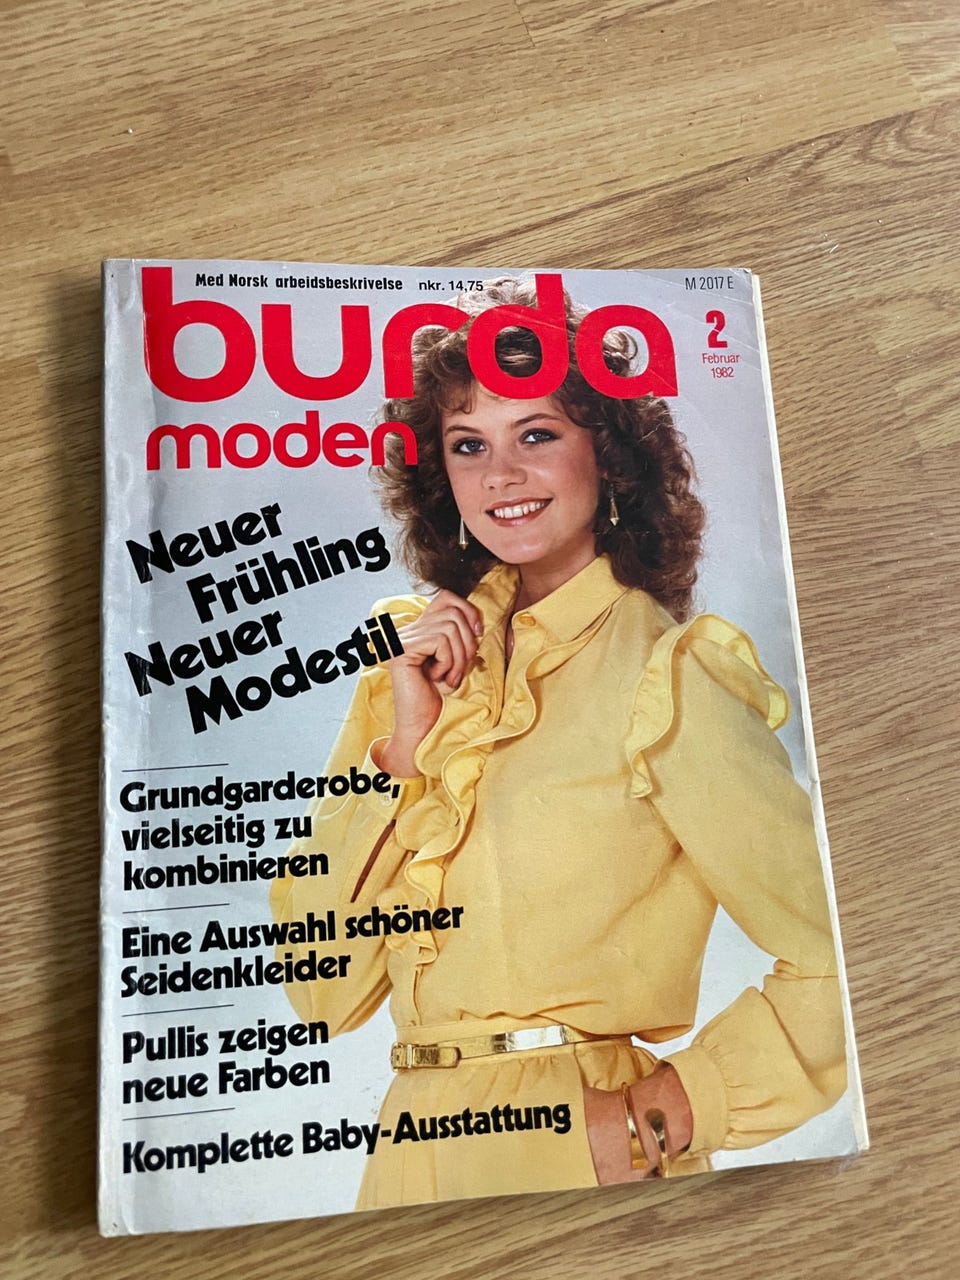 Med Norsk arbeidsbeskrivelse nkr. 14,75
M 2017 E
burda
moden
2
Februar
1982
Neuer
Frühling
Neuer
Modestil
Grundgarderobe,
vielseitig zu
kombinieren
Eine Auswahl schöner
Seidenkleider
Pullis zeigen
neue Farben
Komplette Baby-Ausstattung